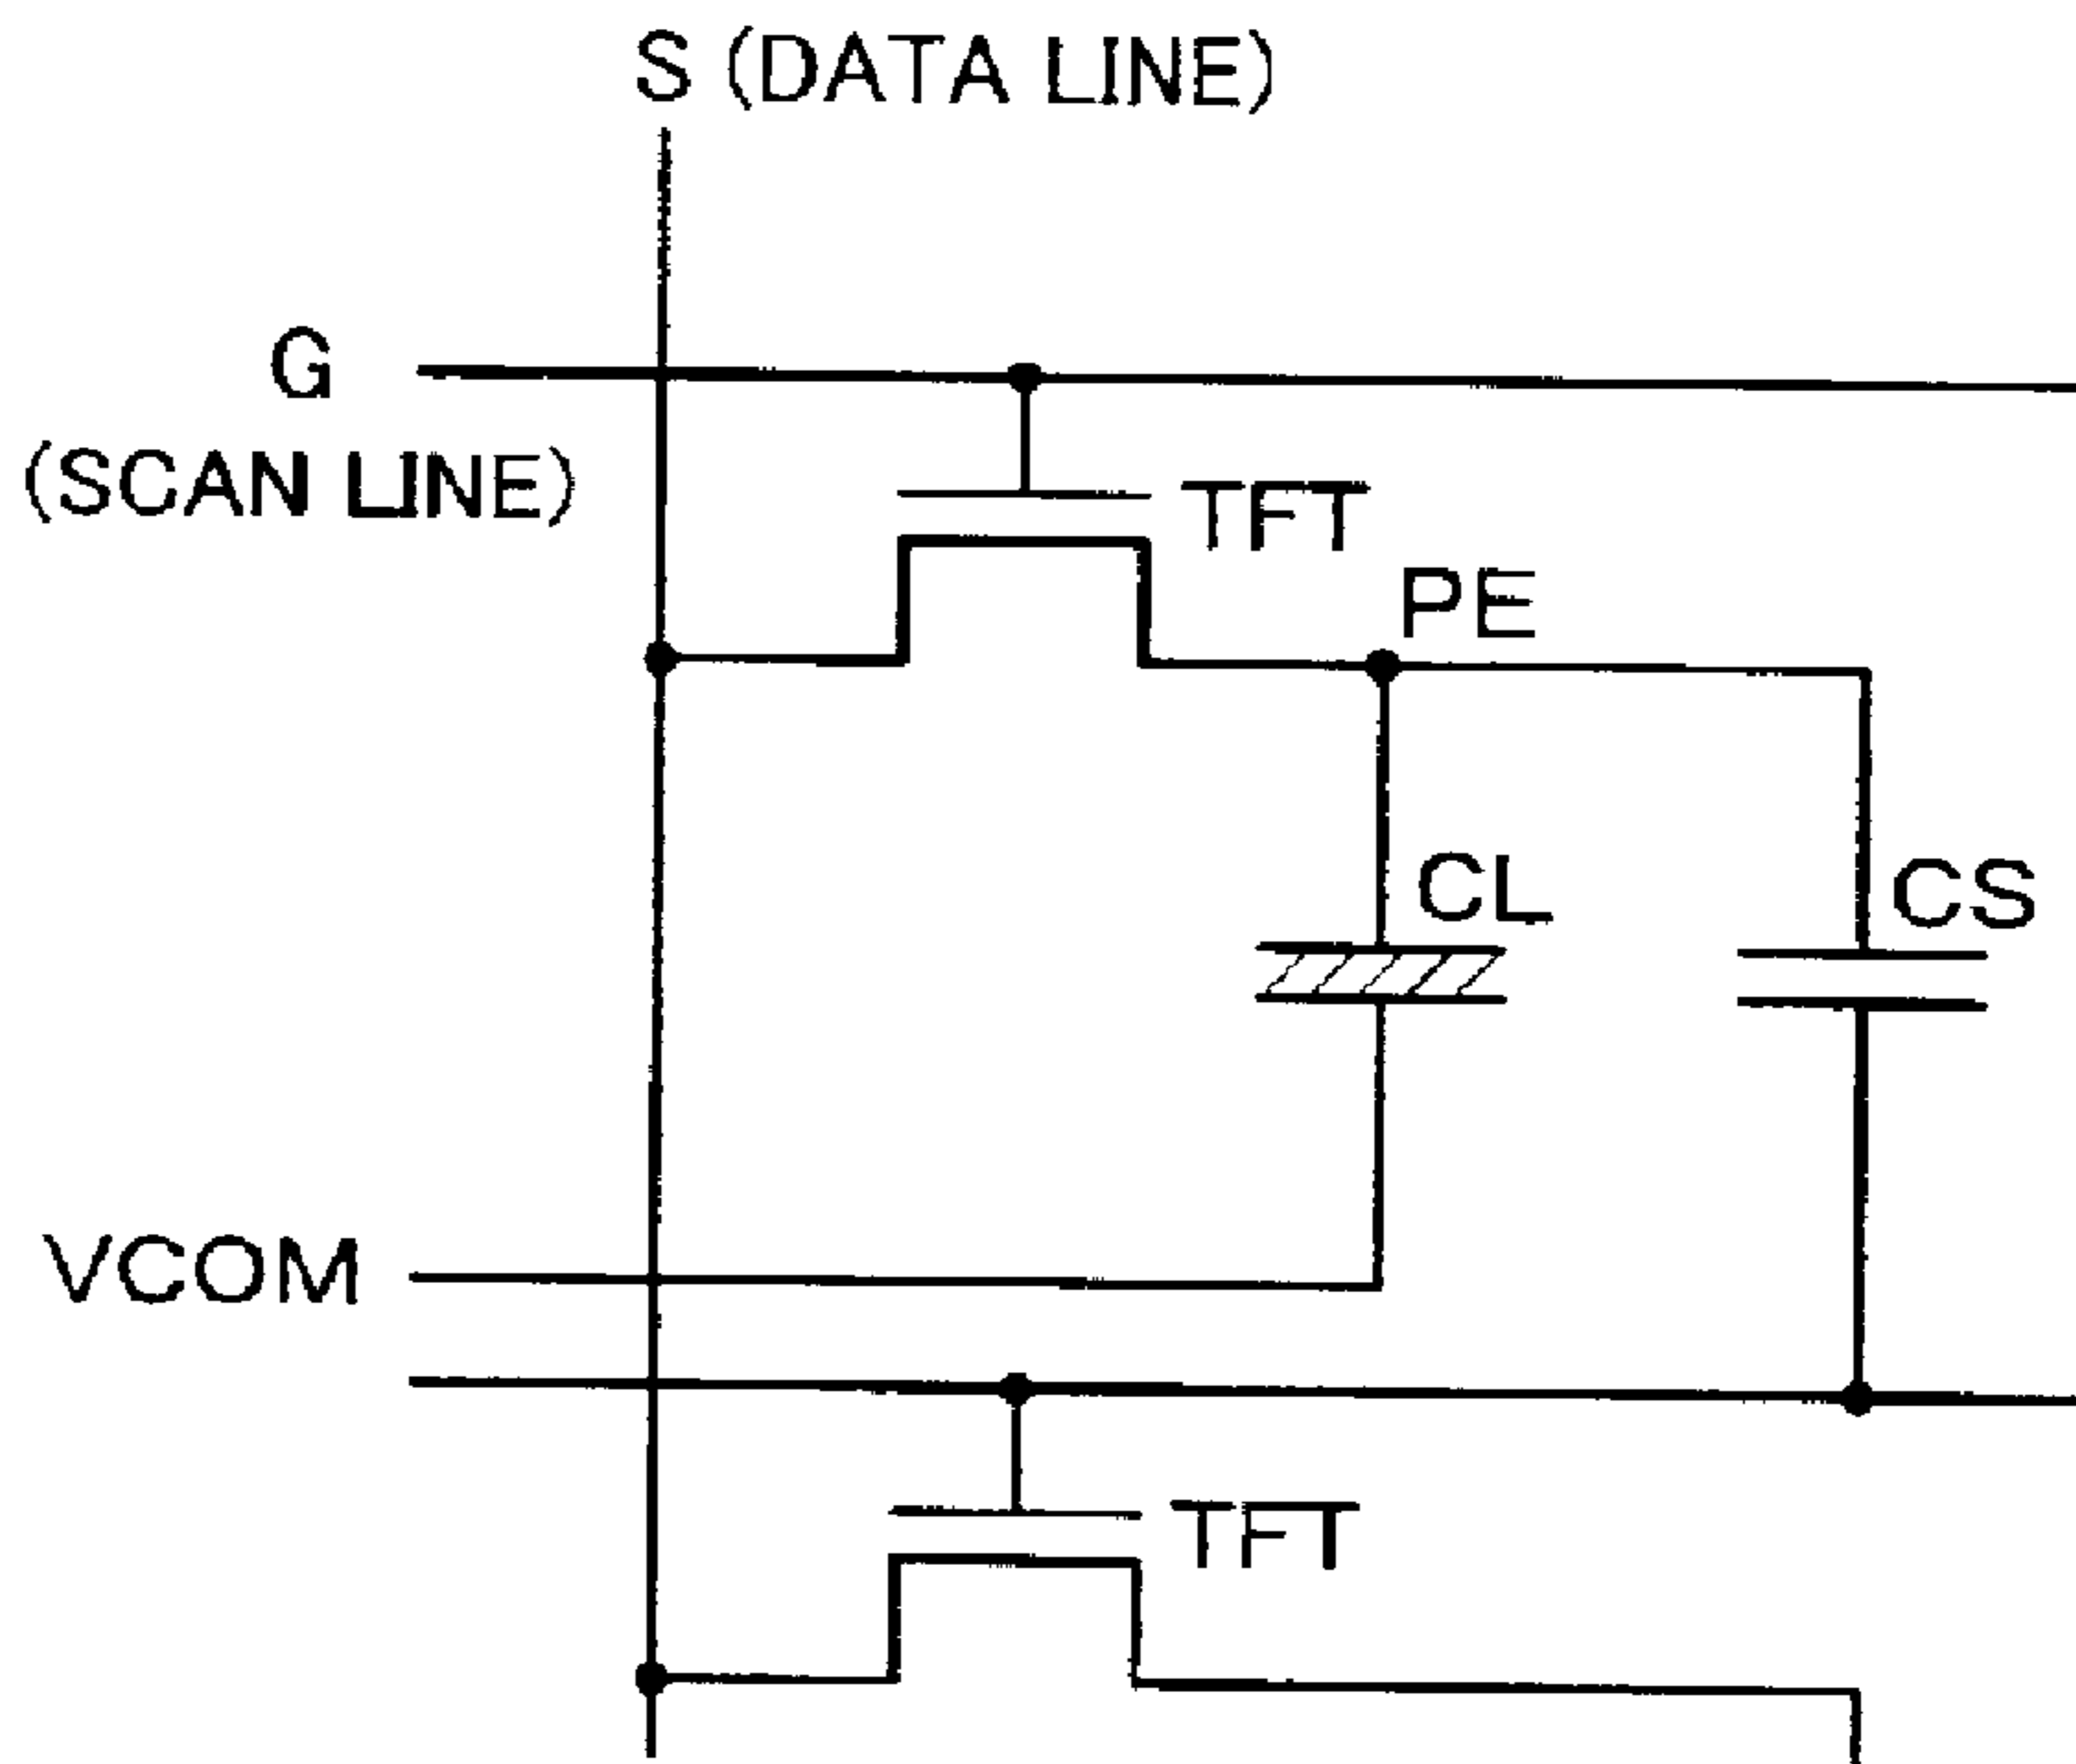 S (DATA LINE)
G
(SCAN LINE)
TFT
PE
CL
CS
VCOM
TFT